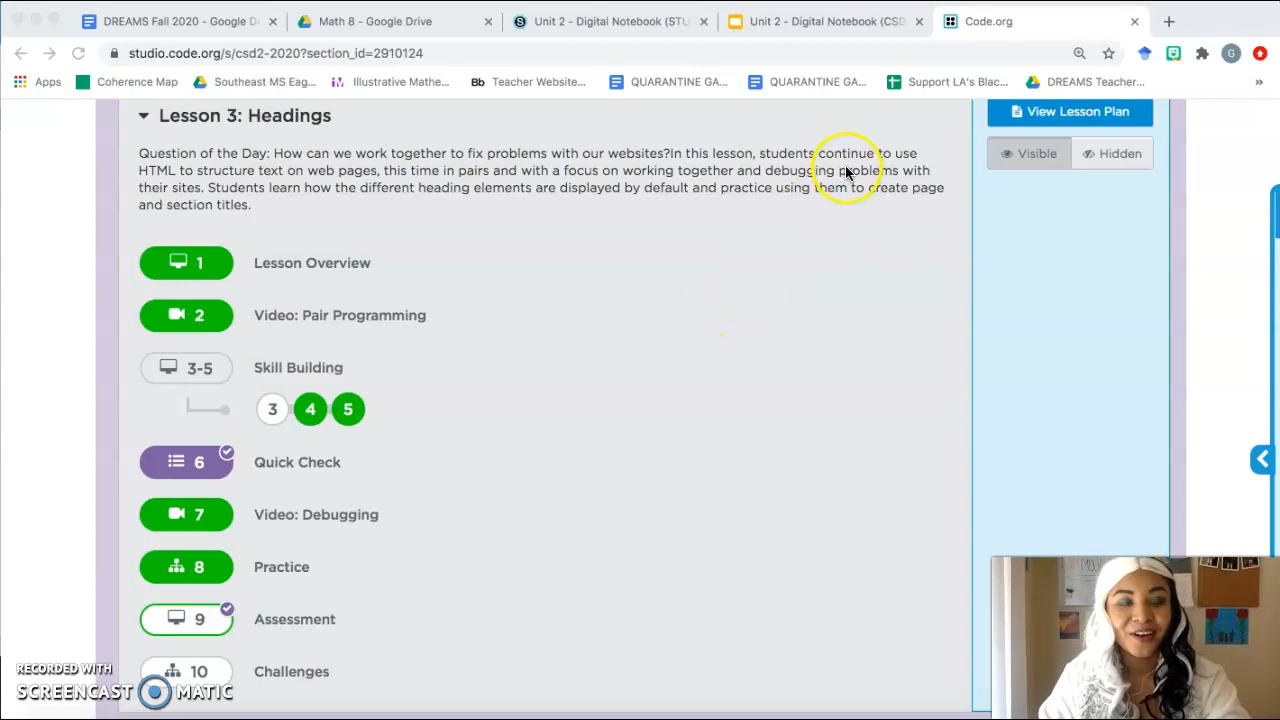 DREAMS Fall 2020 - Google D
Math 8 - Google Drive
Unit 2 - Digital Notebook (STU
Unit 2 - Digital Notebook (CSD
Code.org
studio.code.org/s/csd2-2020?section_id=2910124
G
Apps
Coherence Map
Southeast MS Eag...
Illustrative Mathe...
Bb Teacher Website...
QUARANTINE GA...
QUARANTINE GA...
Support LA's Blac...
DREAMS Teacher...
»
Lesson 3: Headings
View Lesson Plan
Visible
Hidden
Question of the Day: How can we work together to fix problems with our websites?In this lesson, students continue to use
HTML to structure text on web pages, this time in pairs and with a focus on working together and debugging problems with
their sites. Students learn how the different heading elements are displayed by default and practice using them to create page
and section titles.
1 Lesson Overview
2 Video: Pair Programming
3-5 Skill Building
3 4 5
6 Quick Check
7 Video: Debugging
8 Practice
9 Assessment
10 Challenges
RECORDED WITH
SCREENCAST MATIC